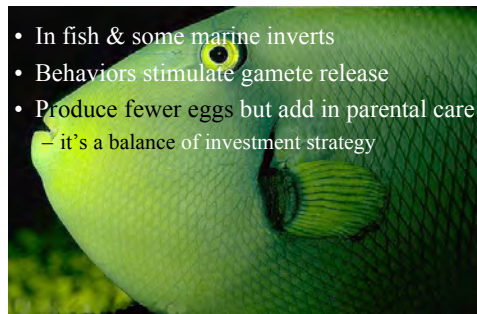 • In fish & some marine inverts
• Behaviors stimulate gamete release
• Produce fewer eggs but add in parental care
– it's a balance of investment strategy